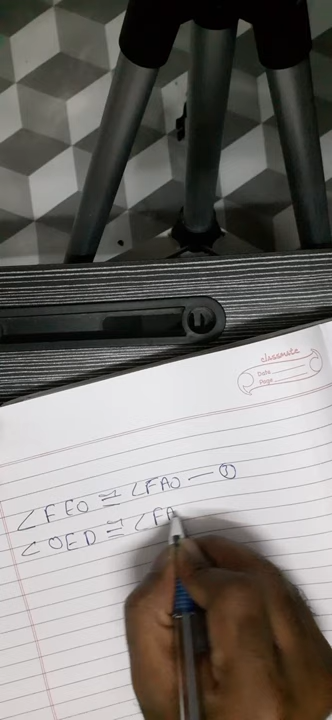 classmate
Date
Page
∠FEO ≅ ∠FAO — ①
∠OED ≅ ∠FA